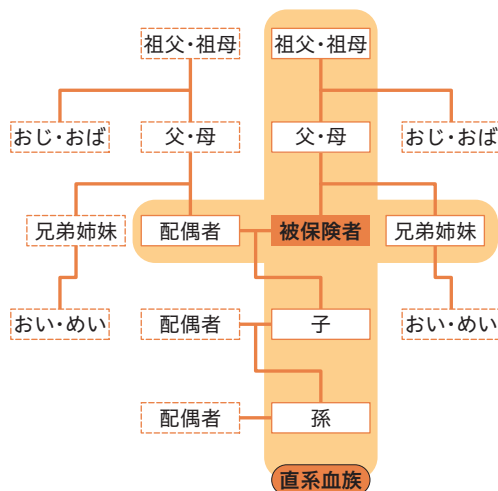 祖父・祖母
祖父・祖母
おじ・おば
父・母
父・母
おじ・おば
兄弟姉妹
配偶者
被保険者
兄弟姉妹
おい・めい
配偶者
子
おい・めい
配偶者
孫
直系血族